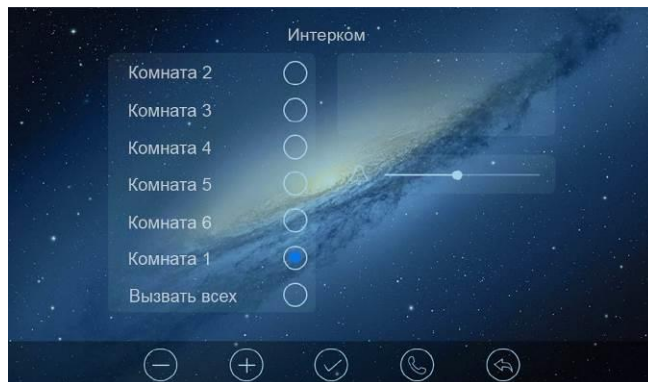 Интерком
Комната 2
Комната 3
Комната 4
Комната 5
Комната 6
Комната 1
Вызвать всех